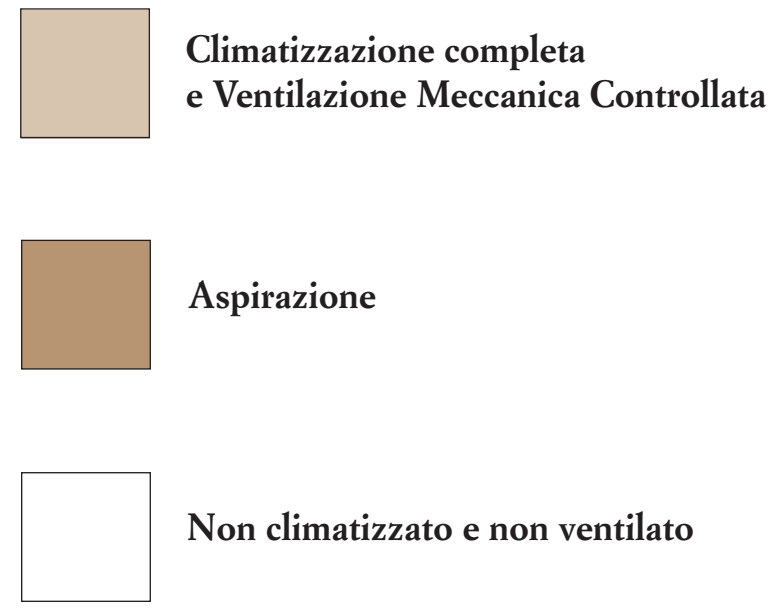 Climatizzazione completa
e Ventilazione Meccanica Controllata
Aspirazione
Non climatizzato e non ventilato